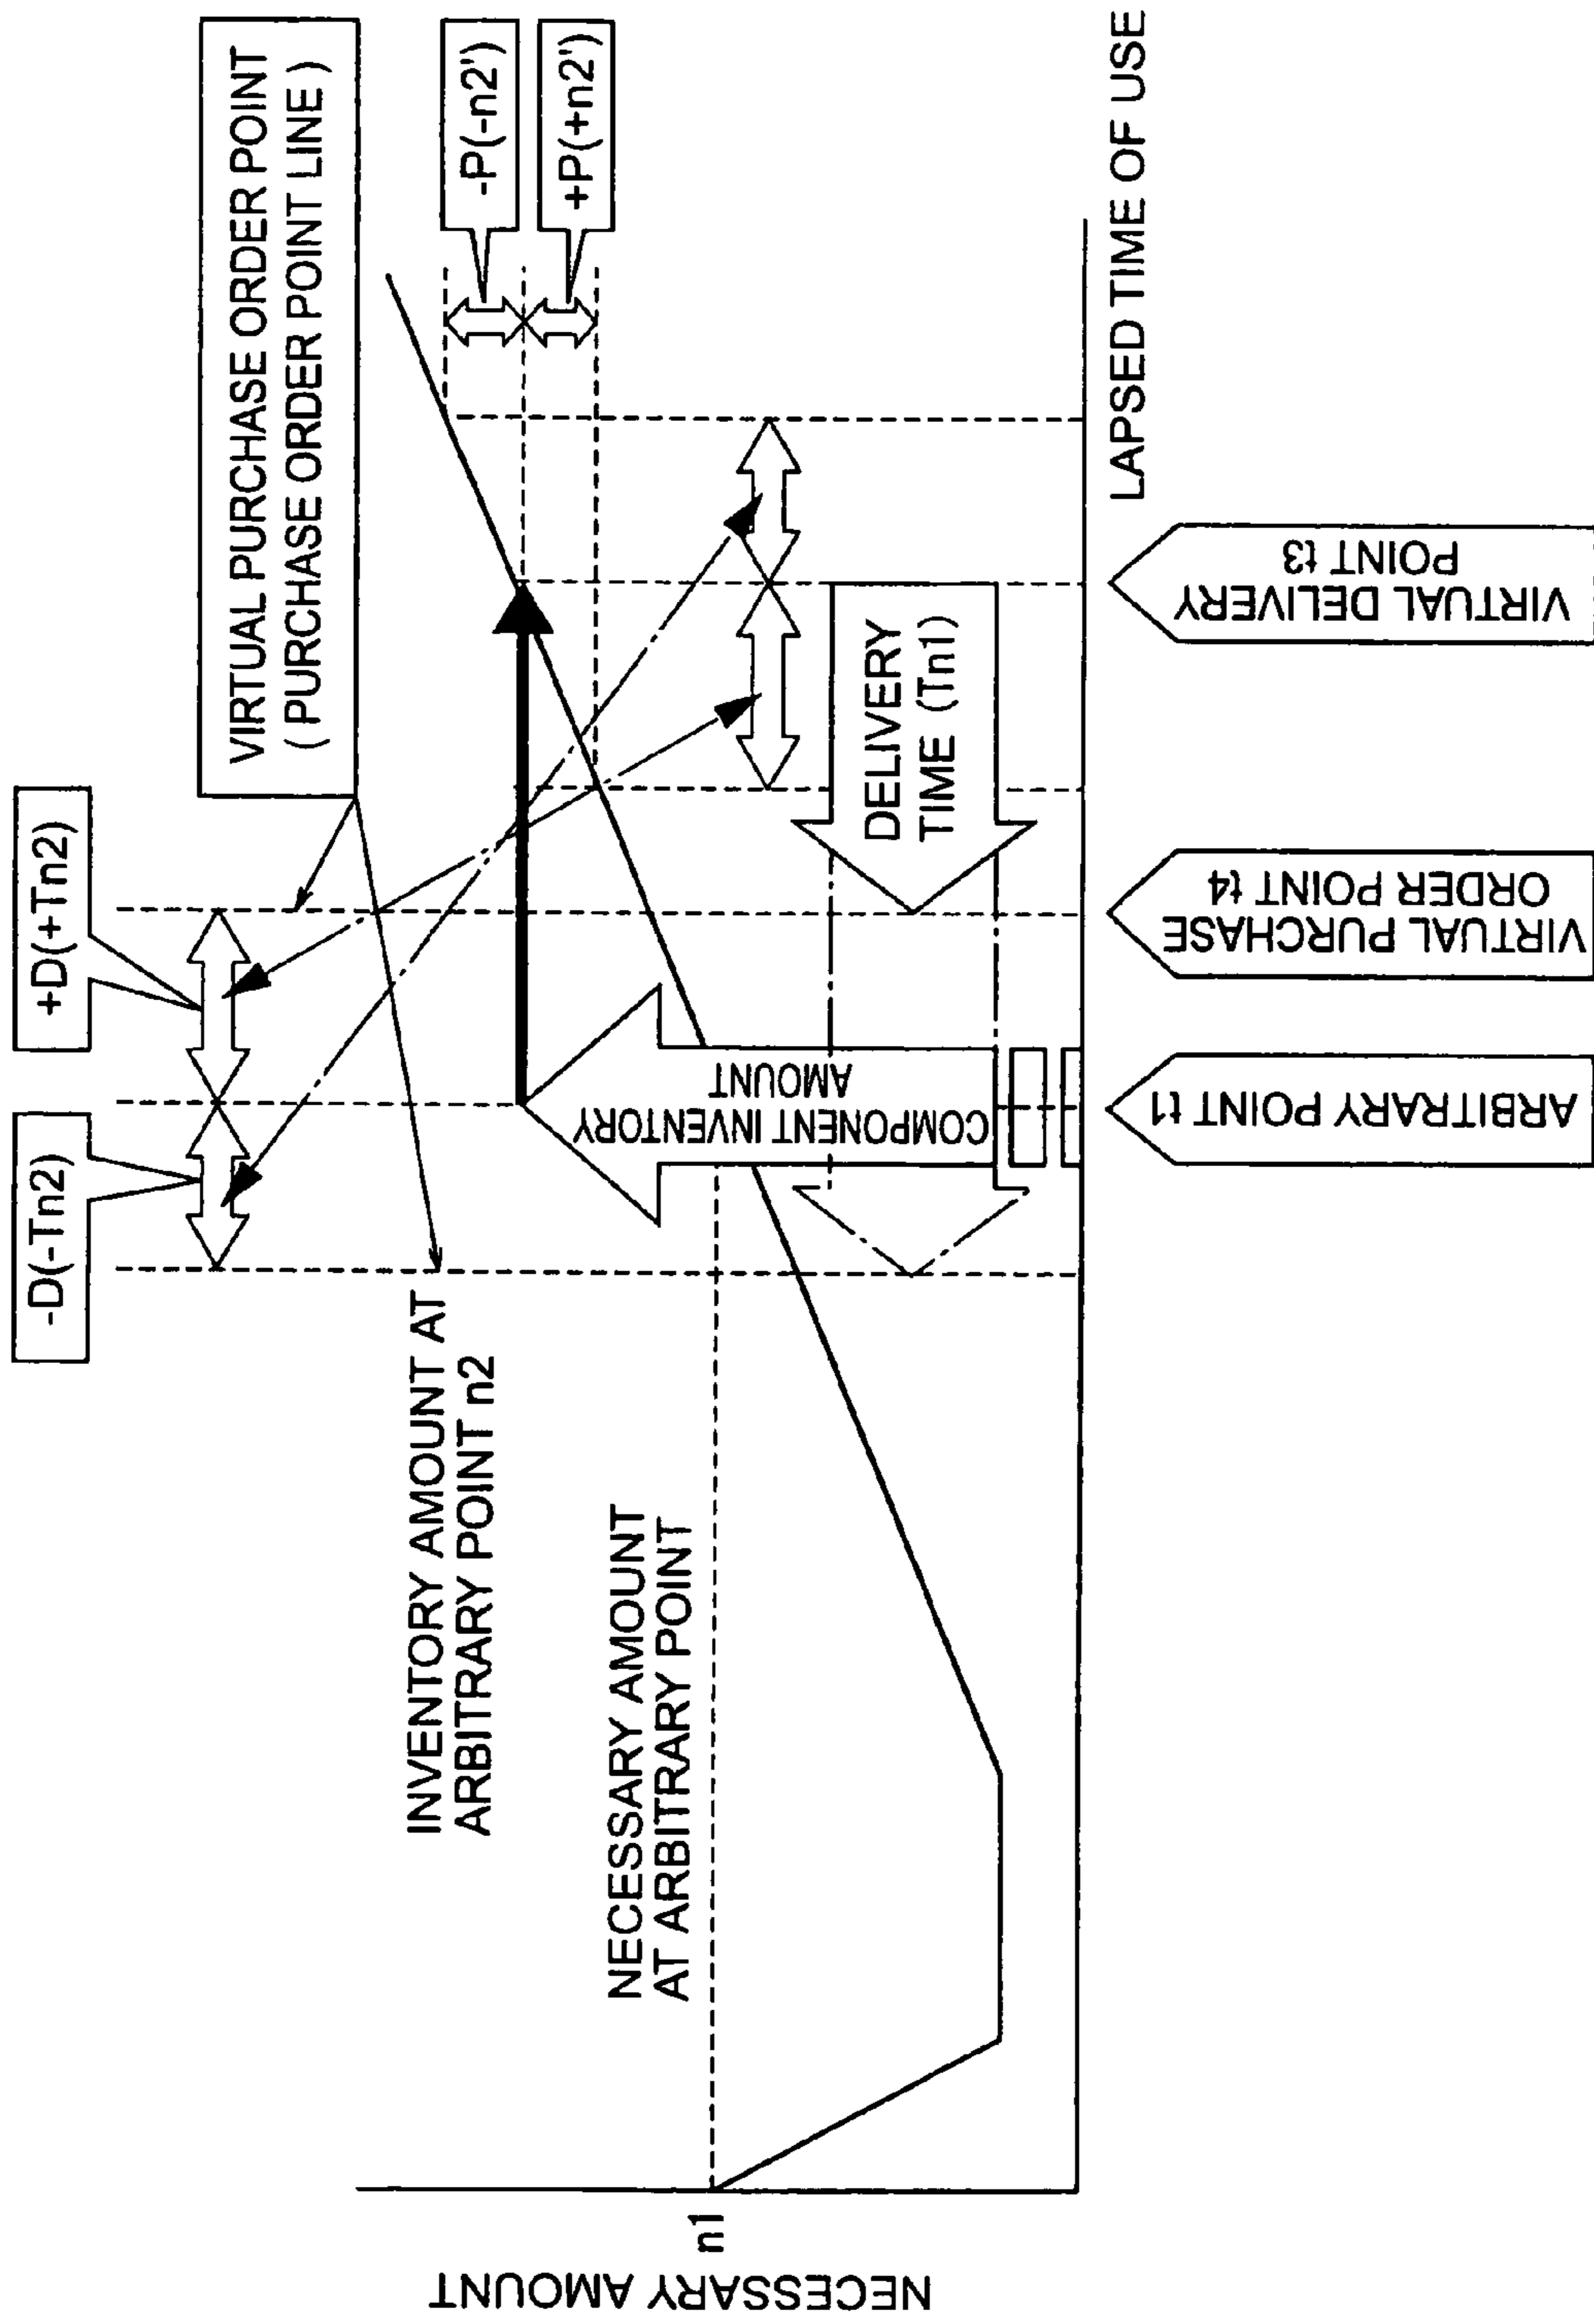 -D(-Tn2)
+D(+Tn2)
VIRTUAL PURCHASE ORDER POINT
( PURCHASE ORDER POINT LINE )
-P(-n2')
+P(+n2')
INVENTORY AMOUNT AT
ARBITRARY POINT n2
NECESSARY AMOUNT
AT ARBITRARY POINT
n1
NECESSARY AMOUNT
COMPONENT INVENTORY
AMOUNT
DELIVERY
TIME (Tn1)
LAPSED TIME OF USE
ARBITRARY POINT t1
VIRTUAL PURCHASE
ORDER POINT t4
VIRTUAL DELIVERY
POINT t3